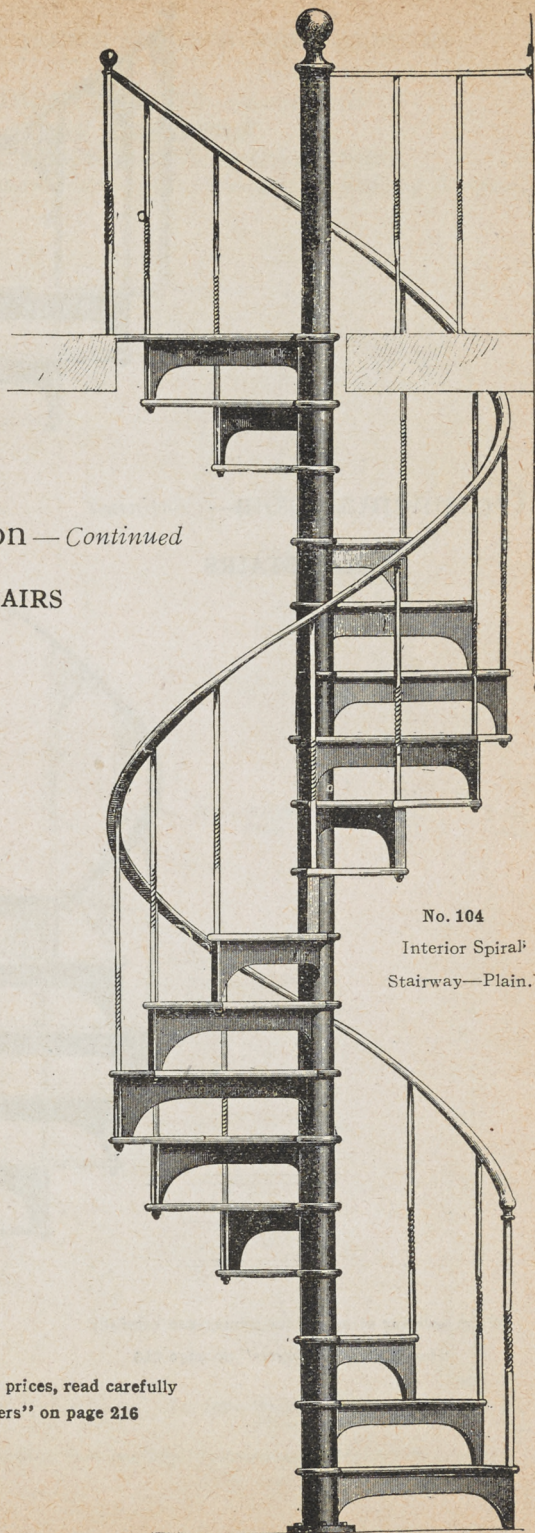 on — Continued
AIRS
No. 104
Interior Spiral
Stairway—Plain.
prices, read carefully
ers" on page 216